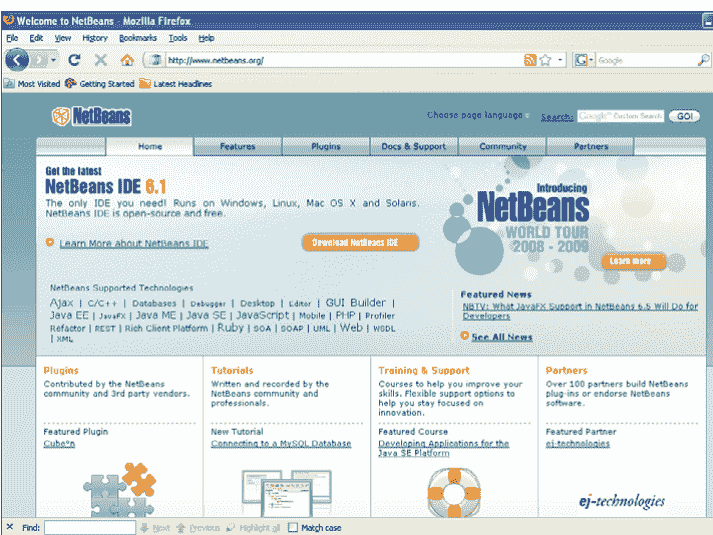 Welcome to NetBeans - Mozilla Firefox
File Edit View History Bookmarks Tools Help
http://www.netbeans.org/
G Google
Most Visited Getting Started Latest Headlines
NetBeans
Choose page language
Search: Google™ Custom Search GO!
Home Features Plugins Docs & Support Community Partners
Get the latest
NetBeans IDE 6.1
The only IDE you need! Runs on Windows, Linux, Mac OS X and Solaris.
NetBeans IDE is open-source and free.
Learn More about NetBeans IDE
Download NetBeans IDE
Introducing
NetBeans
WORLD TOUR
2008 - 2009
Learn more
NetBeans Supported Technologies
Ajax | C/C++ | Databases | Debugger | Desktop | Editor | GUI Builder |
Java EE | JavaFX | Java ME | Java SE | JavaScript | Mobile | PHP | Profiler
Refactor | REST | Rich Client Platform | Ruby | SOA | SOAP | UML | Web | WSDL
| XML
Featured News
NBTV: What JavaFX Support in NetBeans 6.5 Will Do for
Developers
See All News
Plugins
Contributed by the NetBeans
community and 3rd party vendors.
Featured Plugin
Cube°n
Tutorials
Written and recorded by the
NetBeans community and
professionals.
New Tutorial
Connecting to a MySQL Database
Training & Support
Courses to help you improve your
skills. Flexible support options to
help you stay focused on
innovation.
Featured Course
Developing Applications for the
Java SE Platform
Partners
Over 100 partners build NetBeans
plug-ins or endorse NetBeans
software.
Featured Partner
ej-technologies
ej-technologies
Find: Next Previous Highlight all Match case